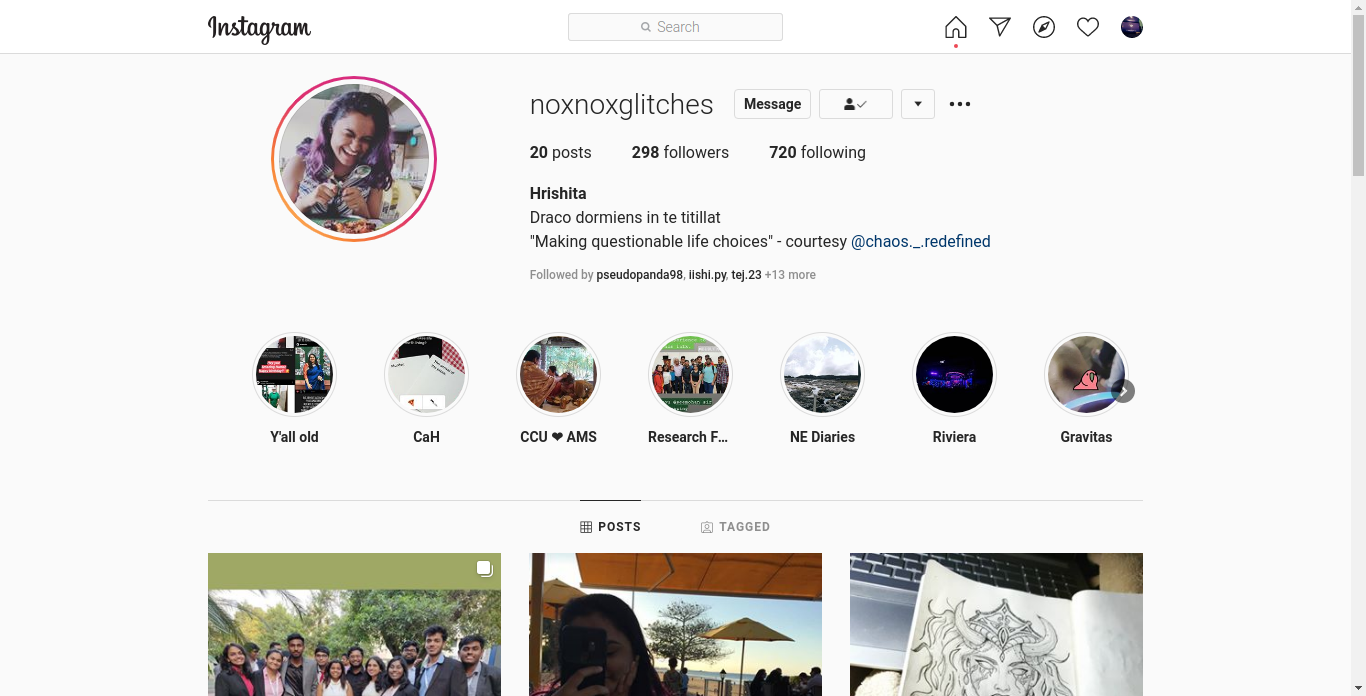 Instagram
Search
noxnoxglitches
Message
20 posts 298 followers 720 following
Hrishita
Draco dormiens in te titillat
"Making questionable life choices" - courtesy @chaos._.redefined
Followed by pseudopanda98, iishi.py, tej.23 +13 more
Y'all old
CaH
CCU ❤ AMS
Research F...
NE Diaries
Riviera
Gravitas
POSTS
TAGGED